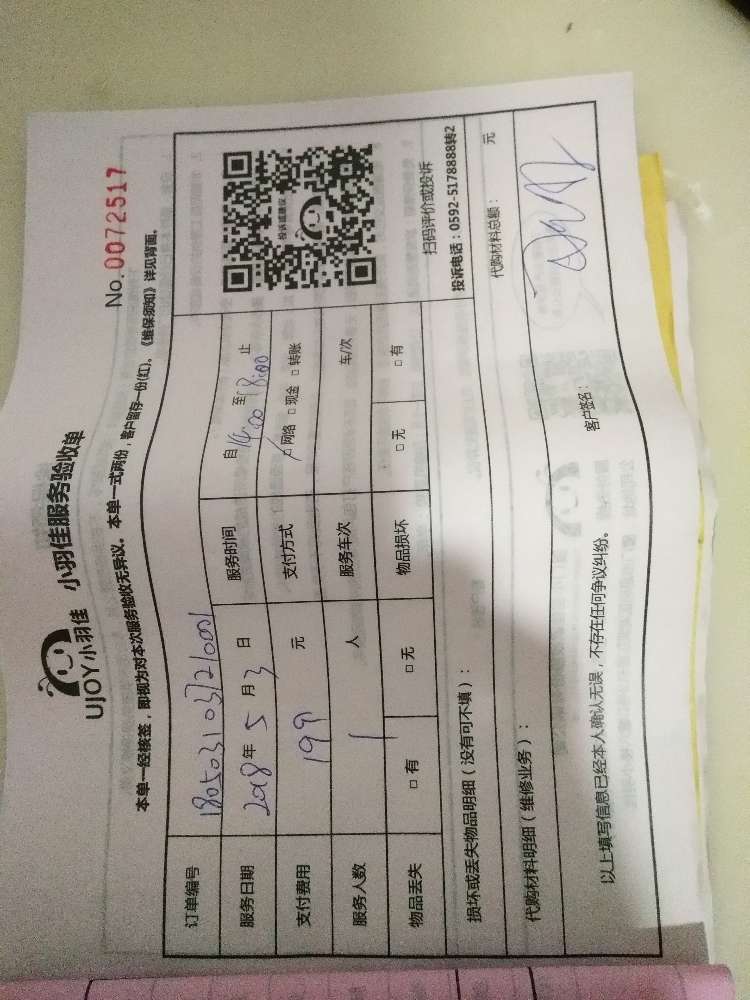 UJOY小羽佳 小羽佳服务验收单
No.0072517
本单一经核签，即视为对本次服务验收无异议。本单一式两份，客户留存一份(红)。《维保须知》详见背面。
订单编号 1805031037210001
服务日期 2018年5月3日 服务时间 自14:00至18:00止
支付费用 199元 支付方式 □网络 □现金 □转账
服务人数 1人 服务车次 车/次
物品丢失 □有 □无 物品损坏 □无 □有
投诉或建议
扫码评价或投诉
投诉电话：0592-5178888转2
损坏或丢失物品明细（没有可不填）：
代购材料明细（维修业务）： 代购材料总额： 元
以上填写信息已经本人确认无误，不存在任何争议纠纷。 客户签名：